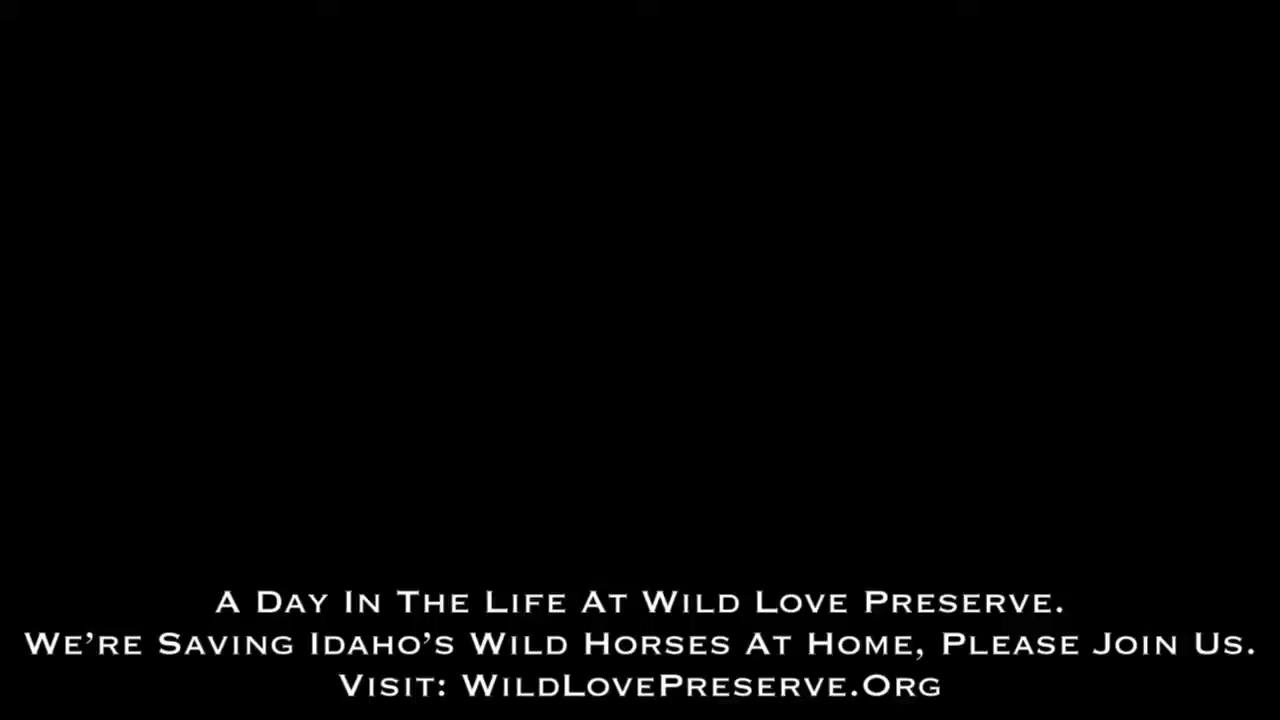 A Day In The Life At Wild Love Preserve.
We’re Saving Idaho’s Wild Horses At Home, Please Join Us.
Visit: WildLovePreserve.Org